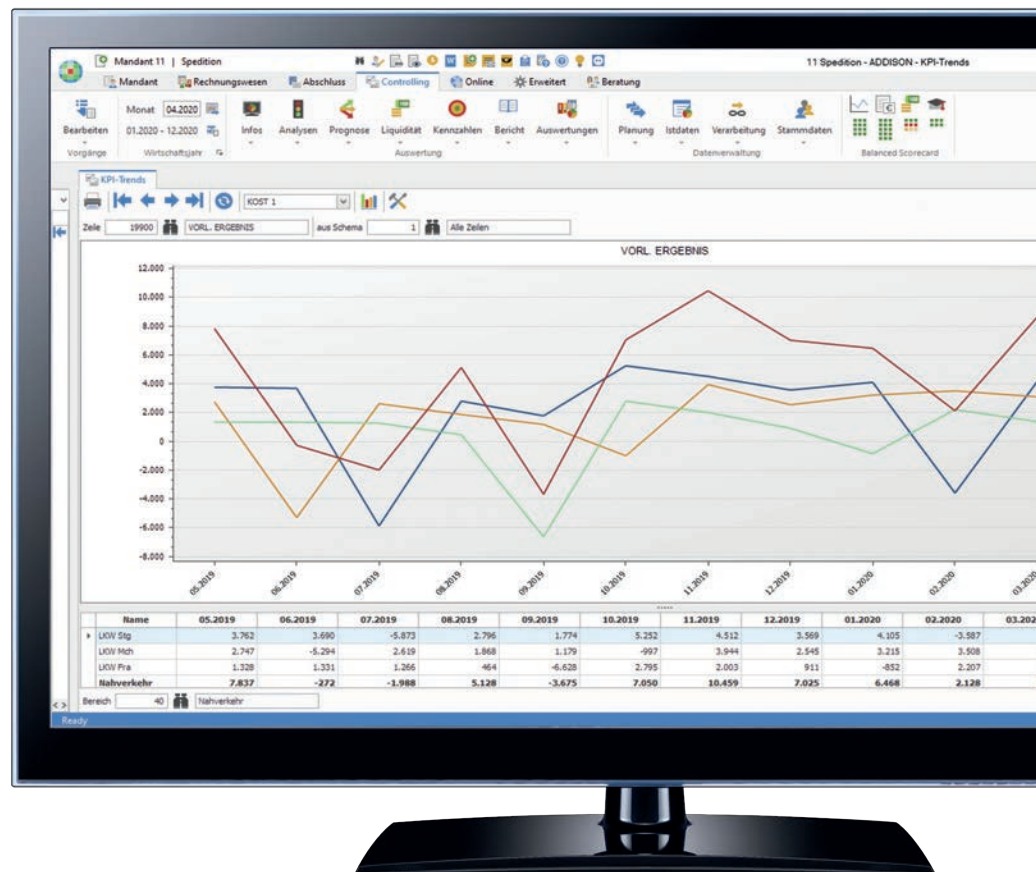 Mandant 11 | Spedition
11 Spedition - ADDISON - KPI-Trends
Mandant Rechnungswesen Abschluss Controlling Online Erweitert Beratung
Monat 04.2020
Bearbeiten 01.2020 - 12.2020 Infos Analysen Prognose Liquidität Kennzahlen Bericht Auswertungen Planung Istdaten Verarbeitung Stammdaten
Vorgänge Wirtschaftsjahr Auswertung Datenverwaltung Balanced Scorecard
KPI-Trends
KOST 1
Zeile 19900 VORL. ERGEBNIS aus Schema 1 Alle Zeilen
VORL. ERGEBNIS
12.000
10.000
8.000
6.000
4.000
2.000
0
-2.000
-4.000
-6.000
-8.000
05.2019 06.2019 07.2019 08.2019 09.2019 10.2019 11.2019 12.2019 01.2020 02.2020 03.2020
Name 05.2019 06.2019 07.2019 08.2019 09.2019 10.2019 11.2019 12.2019 01.2020 02.2020 03.202
LKW Stg 3.762 3.690 -5.873 2.796 1.774 5.252 4.512 3.569 4.105 -3.587
LKW Mch 2.747 -5.294 2.619 1.868 1.179 -997 3.944 2.545 3.215 3.508
LKW Fra 1.328 1.331 1.266 464 -6.628 2.795 2.003 911 -852 2.207
Nahverkehr 7.837 -272 -1.988 5.128 -3.675 7.050 10.459 7.025 6.468 2.128
Bereich 40 Nahverkehr
Ready